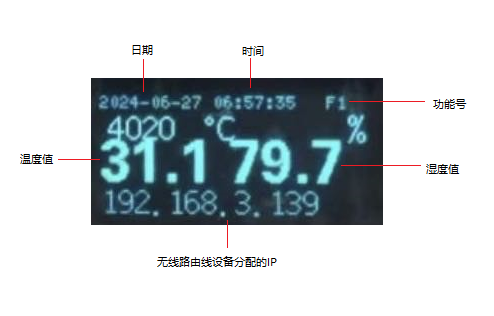 日期
时间
2024-06-27 06:57:35 F1
功能号
4020 °C %
温度值
31.1 79.7
湿度值
192.168.3.139
无线路由线设备分配的IP